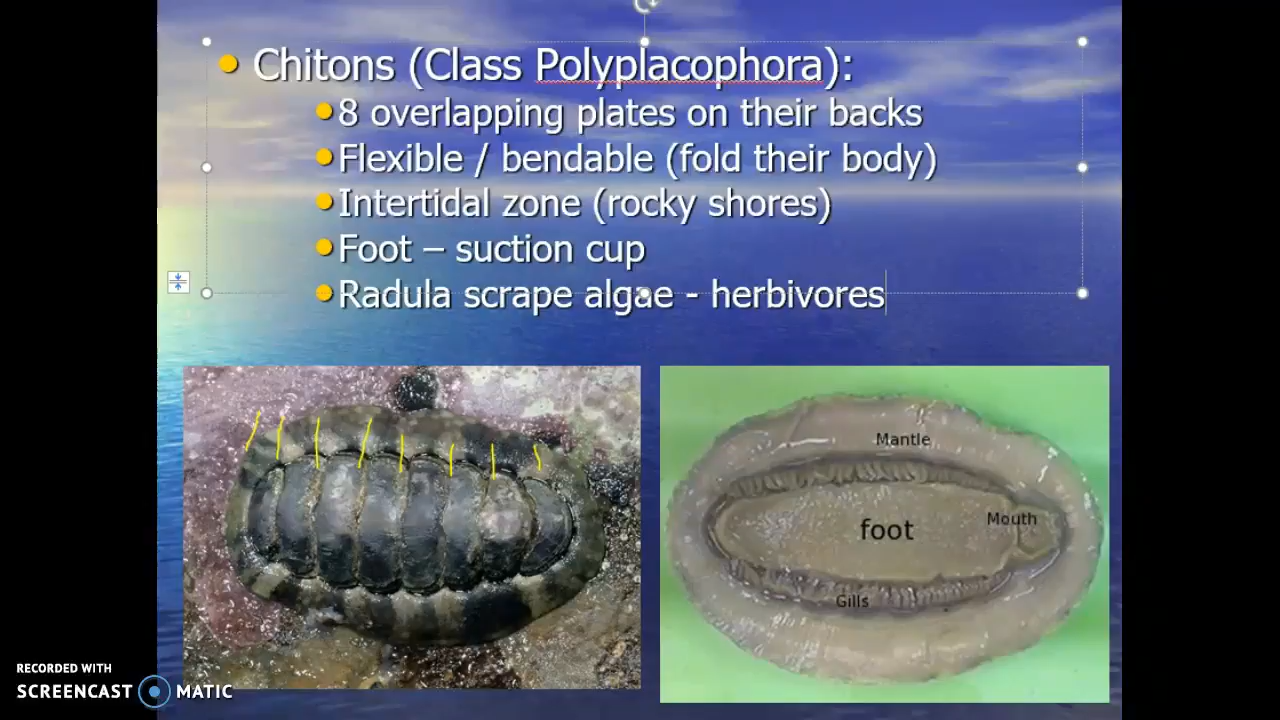 Chitons (Class Polyplacophora):
8 overlapping plates on their backs
Flexible / bendable (fold their body)
Intertidal zone (rocky shores)
Foot – suction cup
Radula scrape algae - herbivores
Mantle
foot
Mouth
Gills
RECORDED WITH
SCREENCAST MATIC